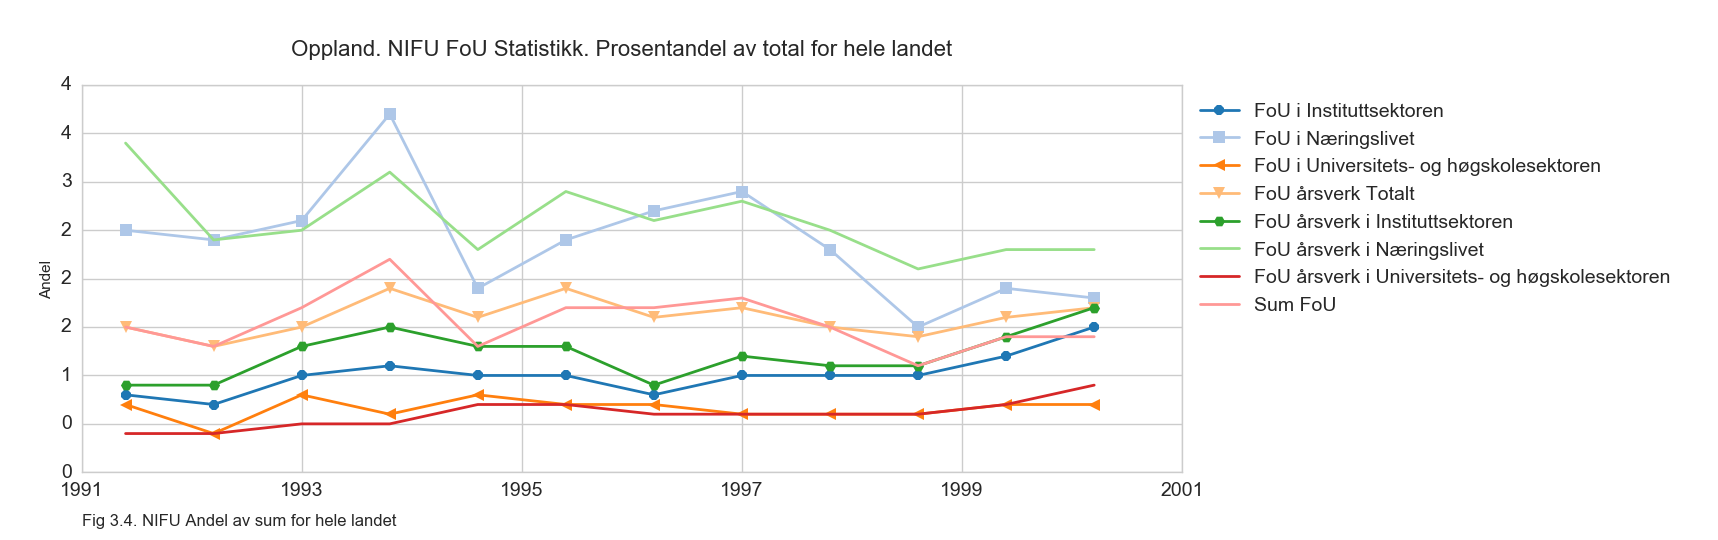 Oppland. NIFU FoU Statistikk. Prosentandel av total for hele landet
4
4
3
2
2
2
1
0
0
Andel
1991 1993 1995 1997 1999 2001
FoU i Instituttsektoren
FoU i Næringslivet
FoU i Universitets- og høgskolesektoren
FoU årsverk Totalt
FoU årsverk i Instituttsektoren
FoU årsverk i Næringslivet
FoU årsverk i Universitets- og høgskolesektoren
Sum FoU
Fig 3.4. NIFU Andel av sum for hele landet